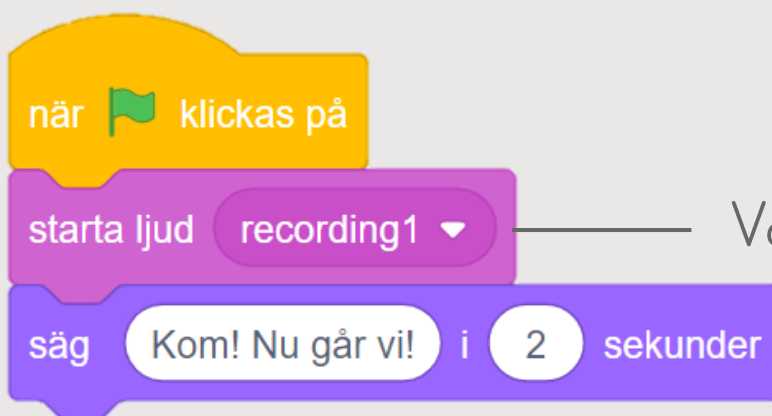 när klickas på
starta ljud recording1
säg Kom! Nu går vi! i 2 sekunder